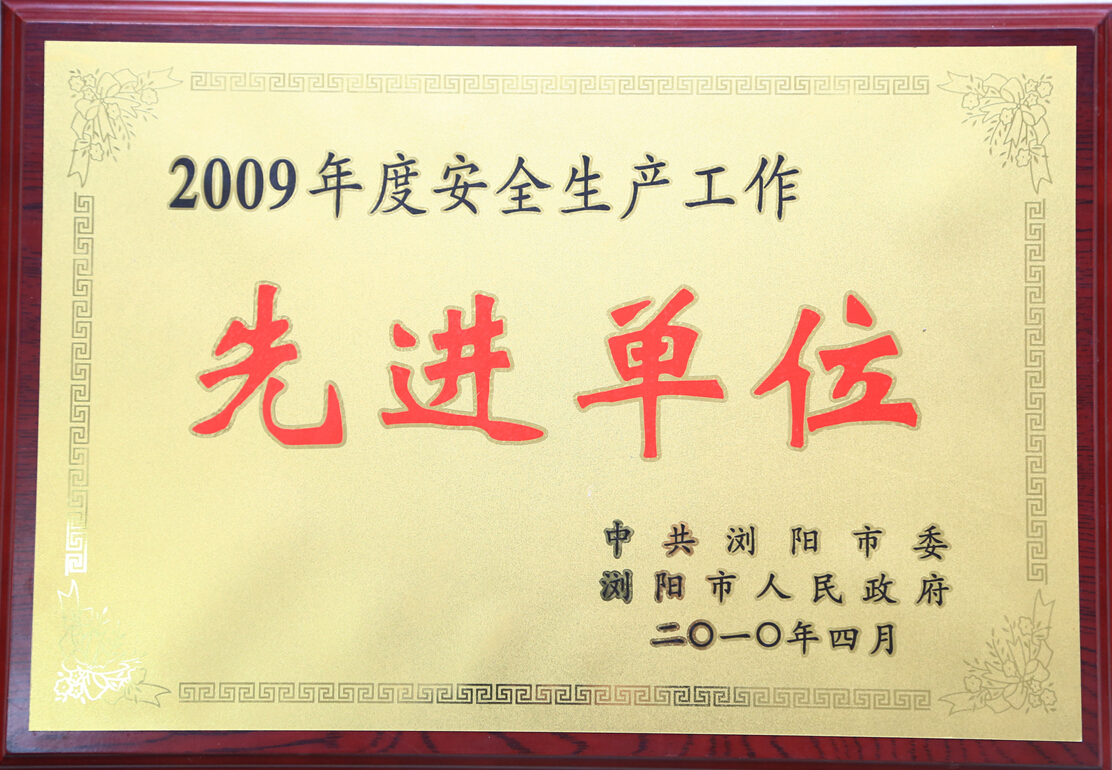 2009年度安全生产工作
先进单位
中共浏阳市委
浏阳市人民政府
二〇一〇年四月